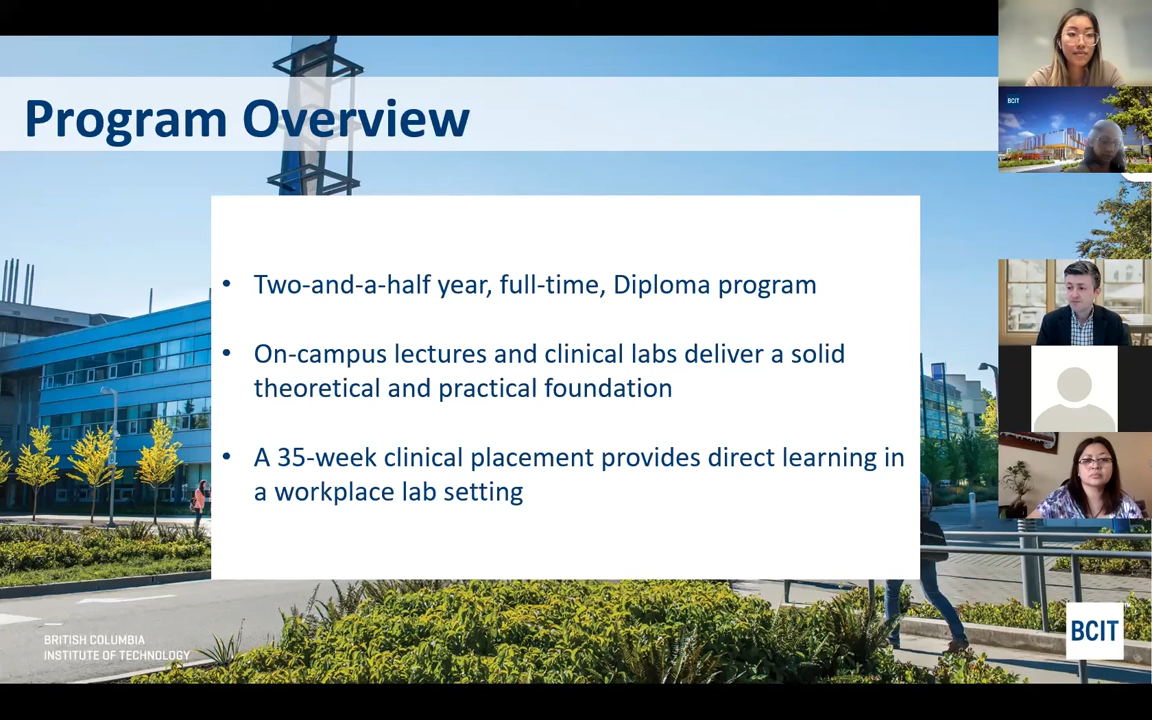 Program Overview
• Two-and-a-half year, full-time, Diploma program
• On-campus lectures and clinical labs deliver a solid
theoretical and practical foundation
• A 35-week clinical placement provides direct learning in
a workplace lab setting
BRITISH COLUMBIA
INSTITUTE OF TECHNOLOGY
BCIT
BCIT